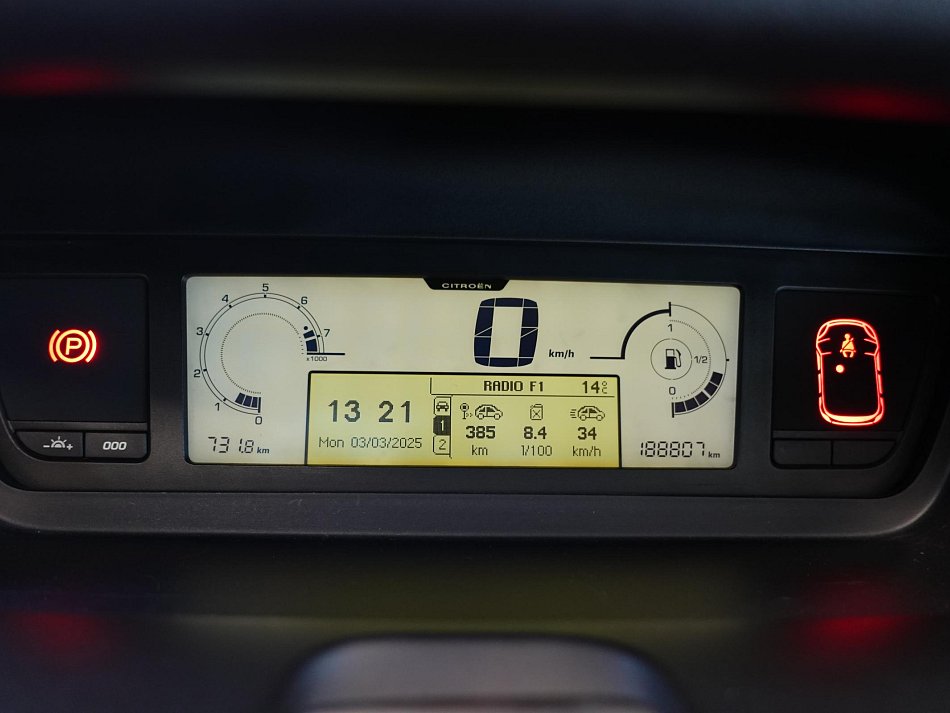 CITROËN
0
km/h
0 1 2 3 4 5 6 7
x1000
1
1/2
0
RADIO F1 14°C
13 21
Mon 03/03/2025
1
2
385 8.4 34
km l/100 km/h
731.8 km
188807 km
P
- +
000